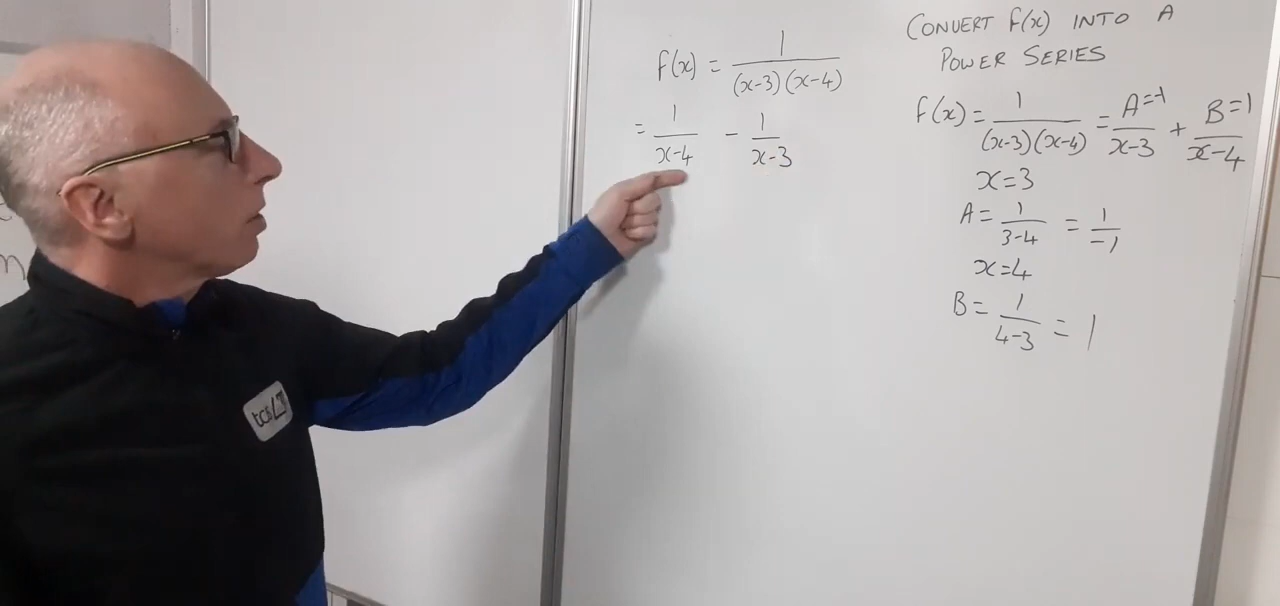 f(x) = 1/((x-3)(x-4))
= 1/(x-4) - 1/(x-3)
CONVERT f(x) INTO A
POWER SERIES
f(x) = 1/((x-3)(x-4)) = A=-1/(x-3) + B=1/(x-4)
x=3
A = 1/(3-4) = 1/-1
x=4
B = 1/(4-3) = 1